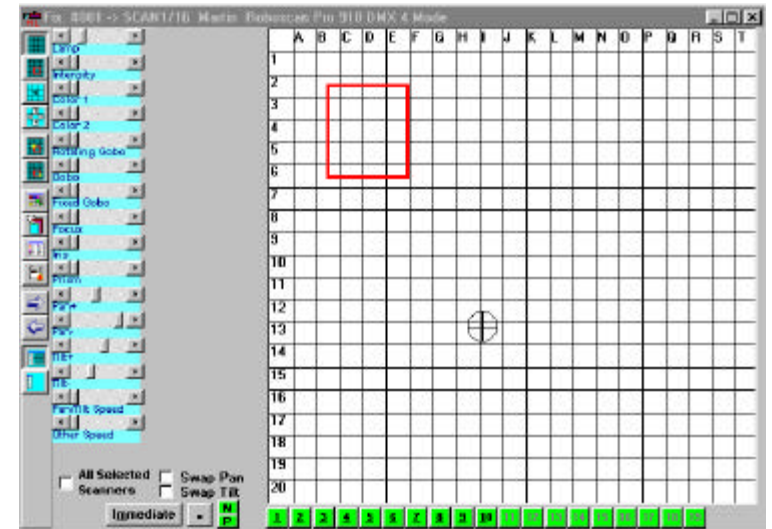 Fix #001 -> SCAN1/16 Martin Roboscan Pro 918 DMX 4 Mode
A B C D E F G H I J K L M N O P Q R S T
Lamp
Intensity
Color 1
Color 2
Rotating Gobo
Gobo
Fixed Gobo
Focus
Iris
Prism
Pan+
Pan-
Tilt+
Tilt-
Pan/Tilt Speed
Other Speed
1
2
3
4
5
6
7
8
9
10
11
12
13
14
15
16
17
18
19
20
All Selected Scanners
Swap Pan
Swap Tilt
Immediate
-
N
P
1 2 3 4 5 6 7 8 9 10